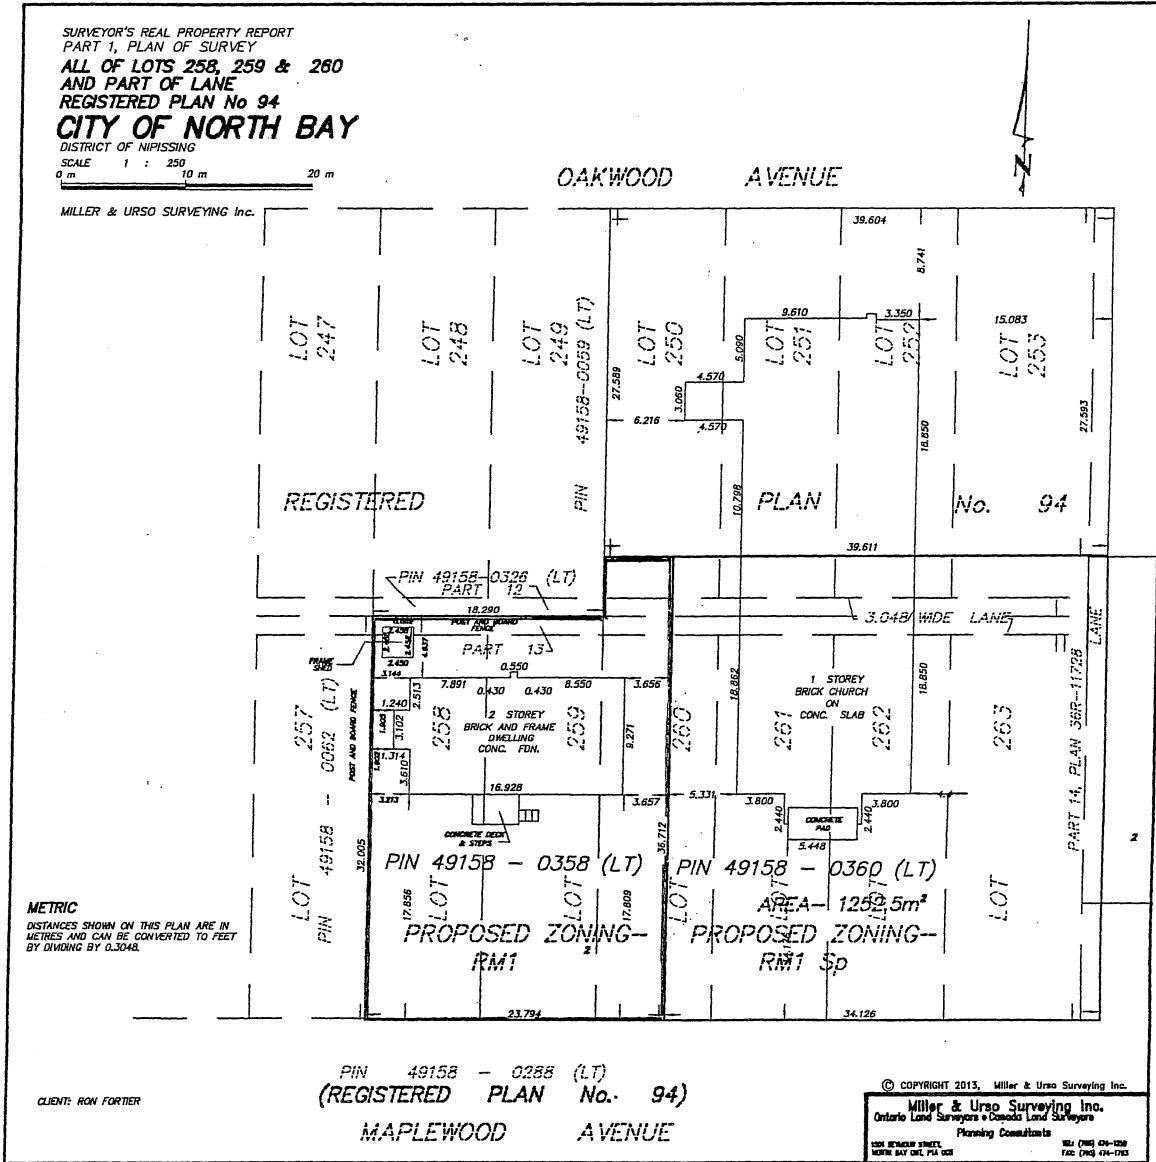 SURVEYOR'S REAL PROPERTY REPORT
PART 1, PLAN OF SURVEY
ALL OF LOTS 258, 259 & 260
AND PART OF LANE
REGISTERED PLAN No 94
CITY OF NORTH BAY
DISTRICT OF NIPISSING
SCALE 1 : 250
0 m 10 m 20 m
MILLER & URSO SURVEYING Inc.
N
OAKWOOD AVENUE
39.604
8.741
9.610
3.350
15.083
LOT 247
LOT 248
LOT 249
PIN 49158-0059 (LT)
LOT 250
LOT 251
LOT 252
LOT 253
27.589
5.090
4.570
3.060
6.216
4.570
27.593
18.850
10.798
REGISTERED PLAN No. 94
39.611
PIN 49158-0326 (LT)
PART 12
18.290
POST AND BOARD
FENCE
3.048 WIDE LANE
LANE
PART 13
FRAME
SHED
2.450
4.837
3.144
0.550
7.891
0.430
0.430
8.550
3.656
2.513
1.240
3.102
1.314
3.610
9.271
2 STOREY
BRICK AND FRAME
DWELLING
CONC. FDN.
1 STOREY
BRICK CHURCH
ON
CONC. SLAB
18.862
18.850
257
258
259
260
261
262
263
PIN 49158 - 0062 (LT)
POST AND BOARD FENCE
PART 14, PLAN 36R-11728
16.928
3.213
3.657
5.331
3.800
3.800
2.440
2.440
CONCRETE
PAD
5.448
CONCRETE DECK
& STEPS
32.005
36.712
2
PIN 49158 - 0358 (LT)
PIN 49158 - 0360 (LT)
AREA- 1252.5m²
LOT
LOT
LOT
LOT
LOT
LOT
LOT
17.856
17.809
PROPOSED ZONING-
RM1
2
PROPOSED ZONING-
RM1 Sp
METRIC
DISTANCES SHOWN ON THIS PLAN ARE IN
METRES AND CAN BE CONVERTED TO FEET
BY DIVIDING BY 0.3048.
23.794
34.126
PIN 49158 - 0288 (LT)
(REGISTERED PLAN No. 94)
MAPLEWOOD AVENUE
CLIENT: RON FORTIER
© COPYRIGHT 2013, Miller & Urso Surveying Inc.
Miller & Urso Surveying Inc.
Ontario Land Surveyors • Canada Land Surveyors
Planning Consultants